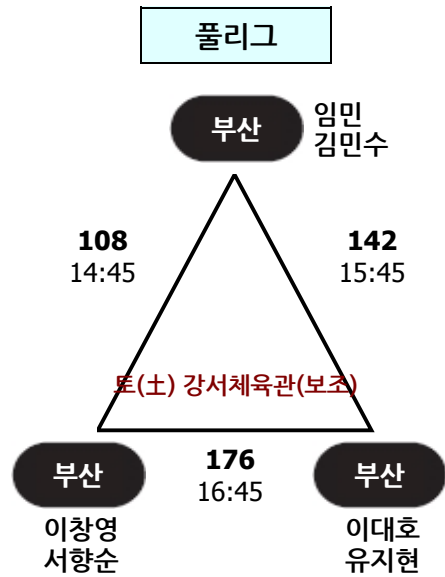 풀리그
부산
임민
김민수
108
14:45
142
15:45
토(土) 강서체육관(보조)
부산
이창영
서향순
176
16:45
부산
이대호
유지현